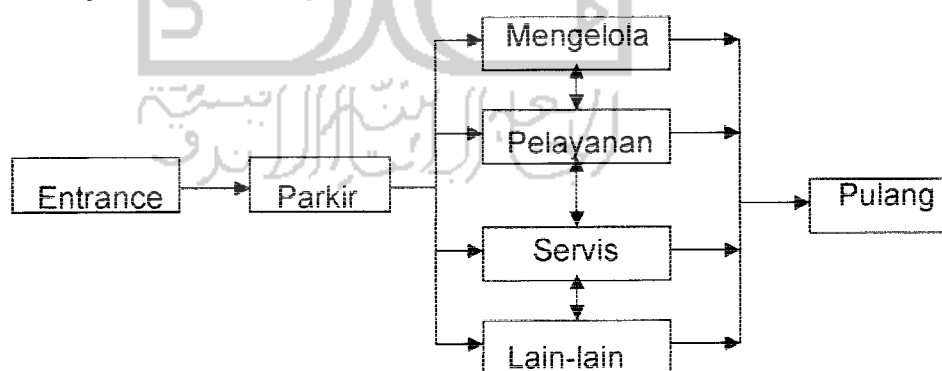 Mengelola
Pelayanan
Entrance
Parkir
Pulang
Servis
Lain-lain